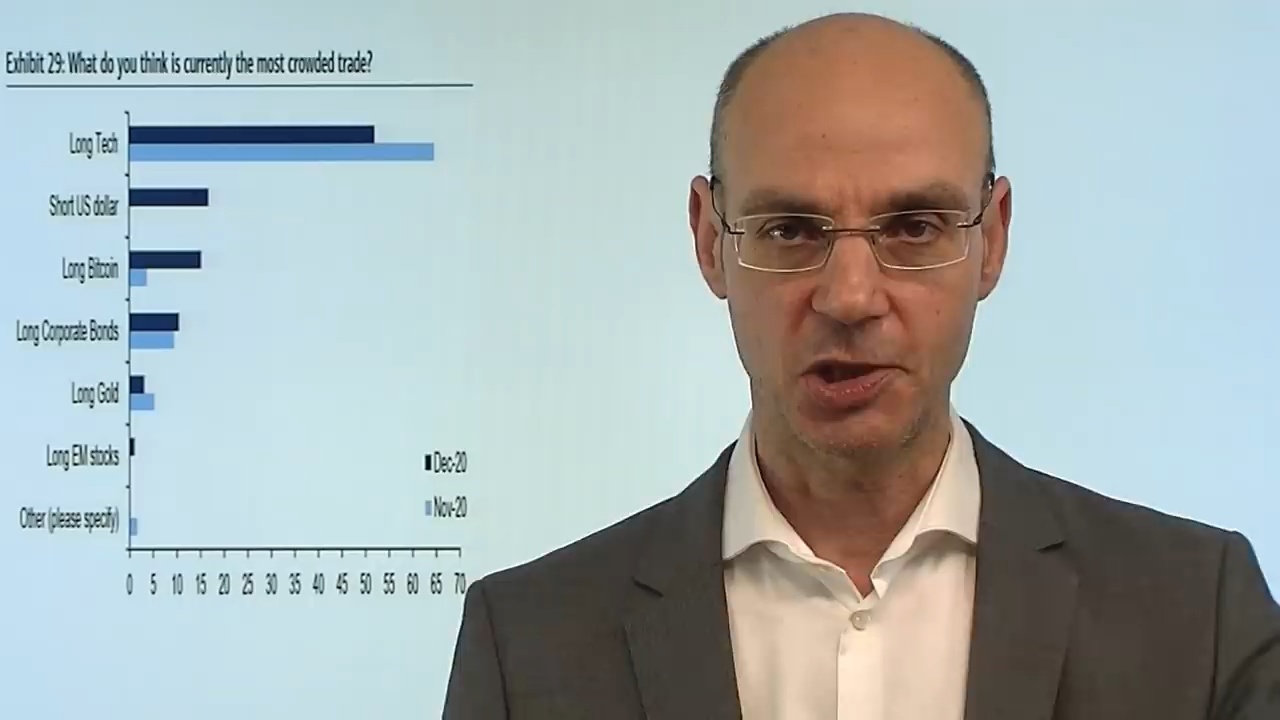 Exhibit 29: What do you think is currently the most crowded trade?
Long Tech
Short US dollar
Long Bitcoin
Long Corporate Bonds
Long Gold
Long EM stocks
Other (please specify)
Dec-20
Nov-20
0 5 10 15 20 25 30 35 40 45 50 55 60 65 70